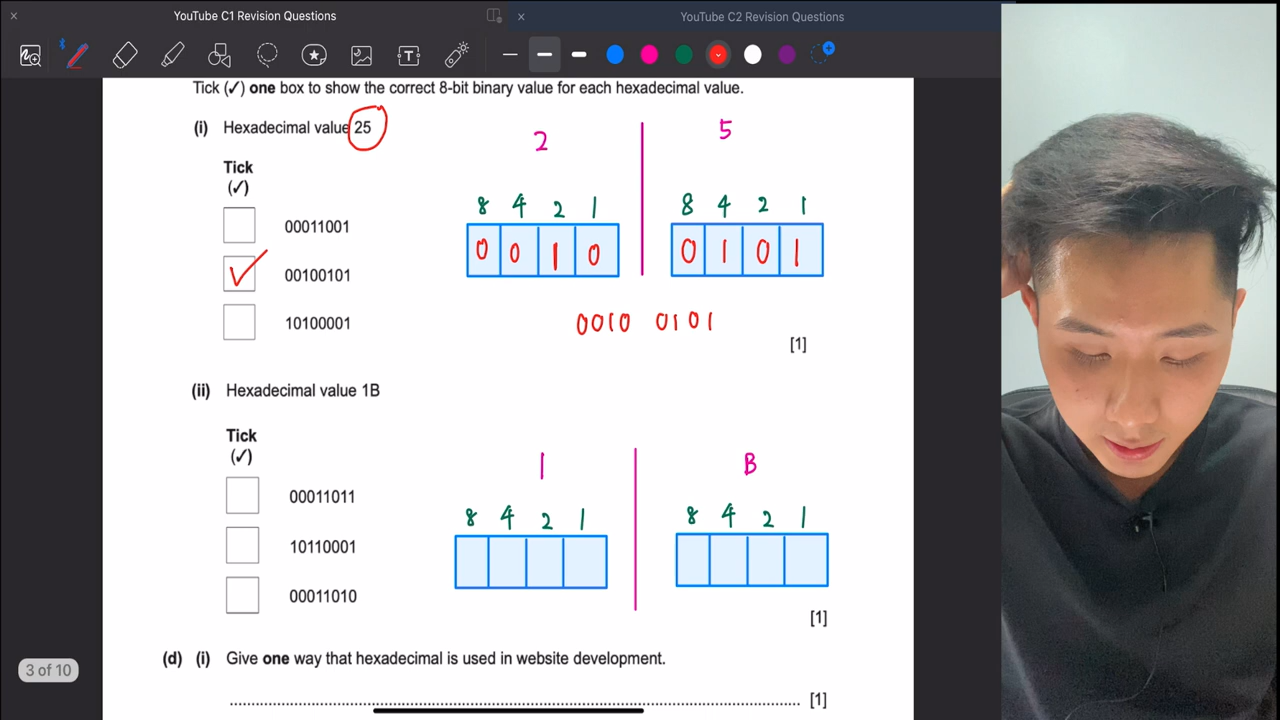 YouTube C1 Revision Questions YouTube C2 Revision Questions
Tick (✓) one box to show the correct 8-bit binary value for each hexadecimal value.
(i) Hexadecimal value 25
2 5
Tick
(✓)
8 4 2 1 8 4 2 1
00011001
0 0 1 0 0 1 0 1
✓ 00100101
10100001
0010 0101
[1]
(ii) Hexadecimal value 1B
Tick
(✓)
1 B
00011011
8 4 2 1 8 4 2 1
10110001
00011010
[1]
(d) (i) Give one way that hexadecimal is used in website development.
[1]
3 of 10